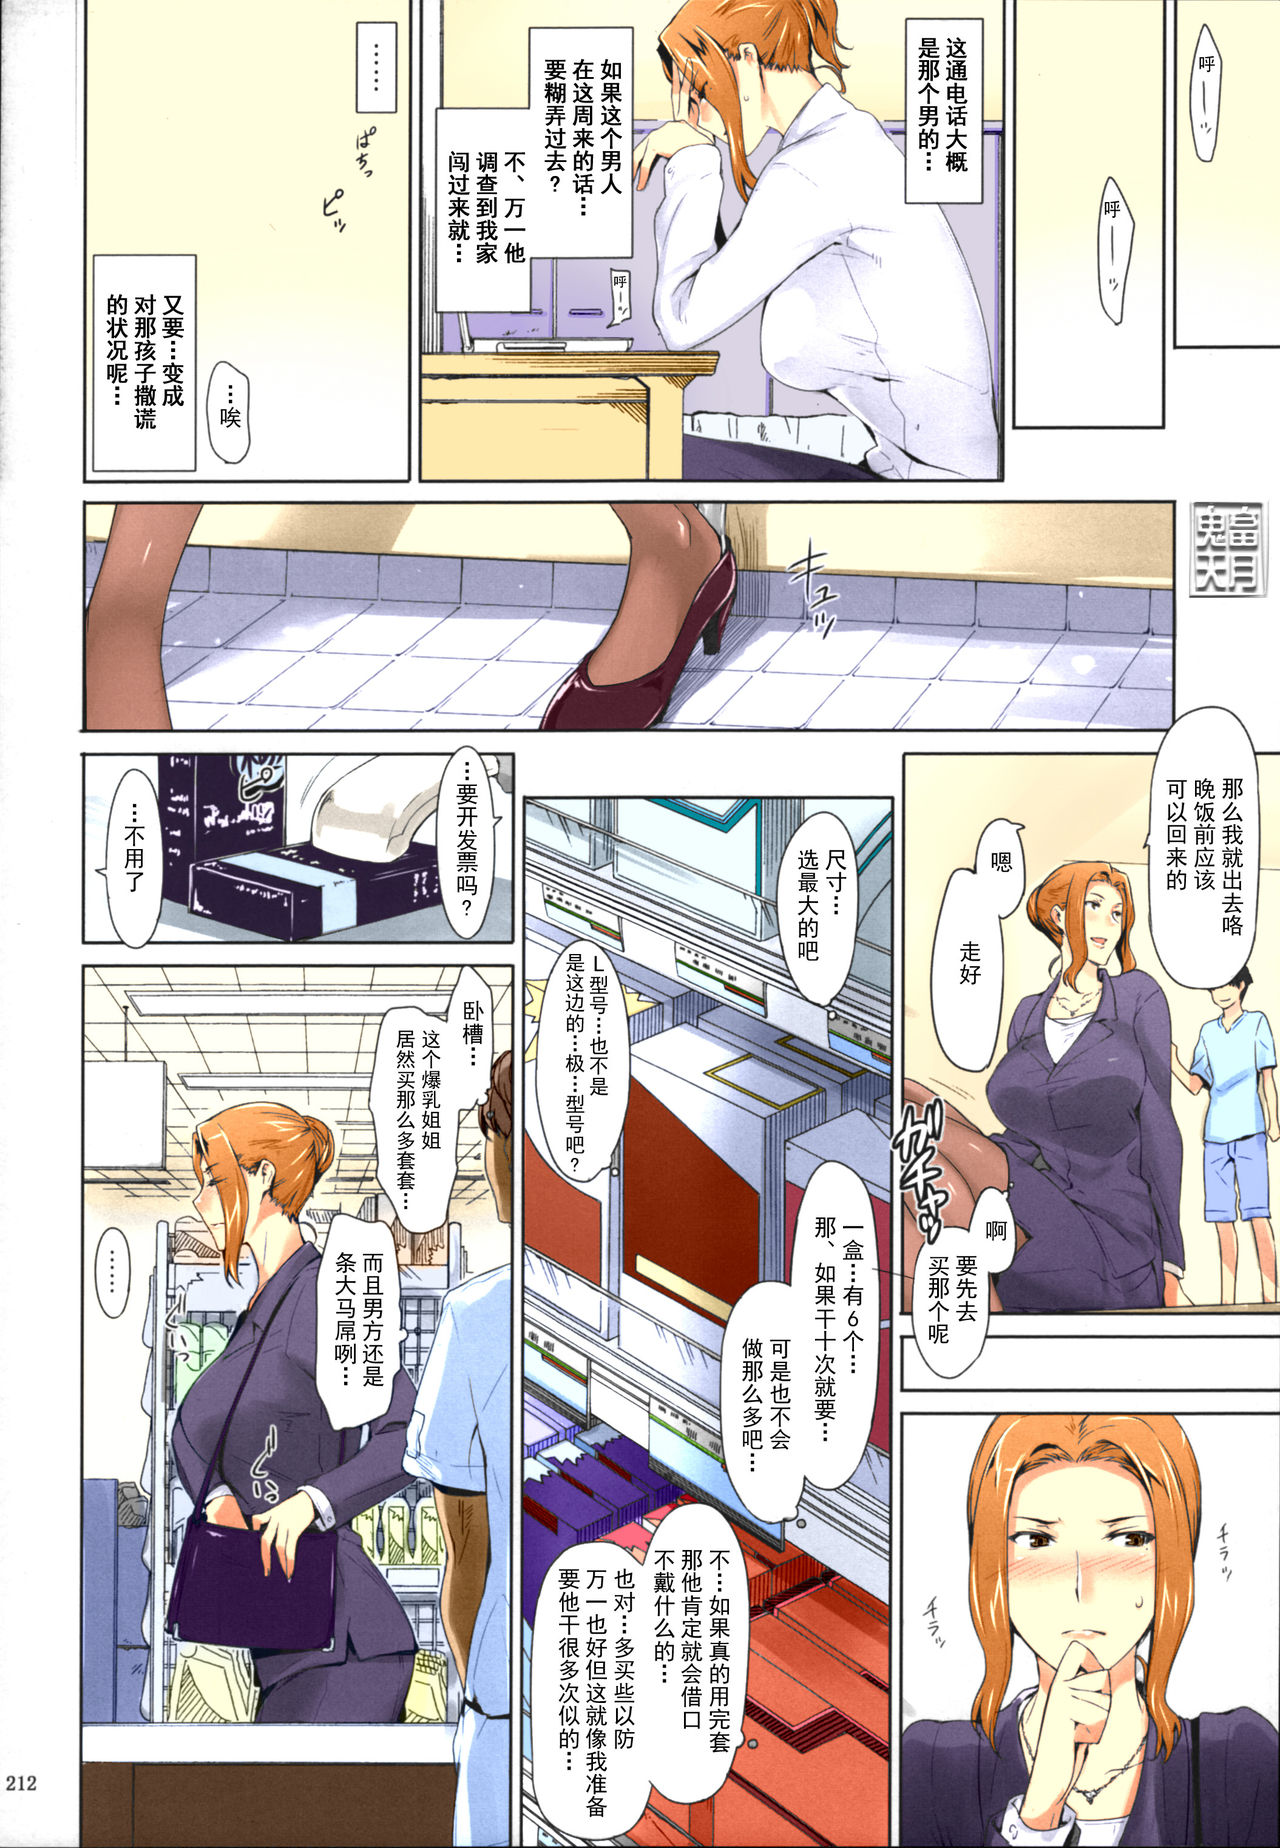 呼ーッ
呼ーッ
这通电话大概
是那个男的…
如果这个男人
在这周来的话…
要糊弄过去？
不、万一他
调查到我家
闯过来就…
呼ーッ
……
ぱちっ
ピッ
又要…变成
对那孩子撒谎
的状况呢…
…唉
鬼畜
天月
キュッ
那么我就出去咯
晚饭前应该
可以回来的
嗯
走好
ガチャッ
啊
要先去
买那个呢
チラッ
チラッ
尺寸…
选最大的吧
L型号…也不是
是这边的…极…型号吧？
一盒…有6个…
那、如果干十次就要…
可是也不会
做那么多吧…
不…如果真的用完套
那他肯定就会借口
不戴什么的…
也对…多买些以防
万一也好但这就像我准备
要他干很多次似的…
…要开发票吗？
…不用了
卧槽…
这个爆乳姐姐
居然买那么多套套…
而且男方还是
条大马屌咧…
……
212